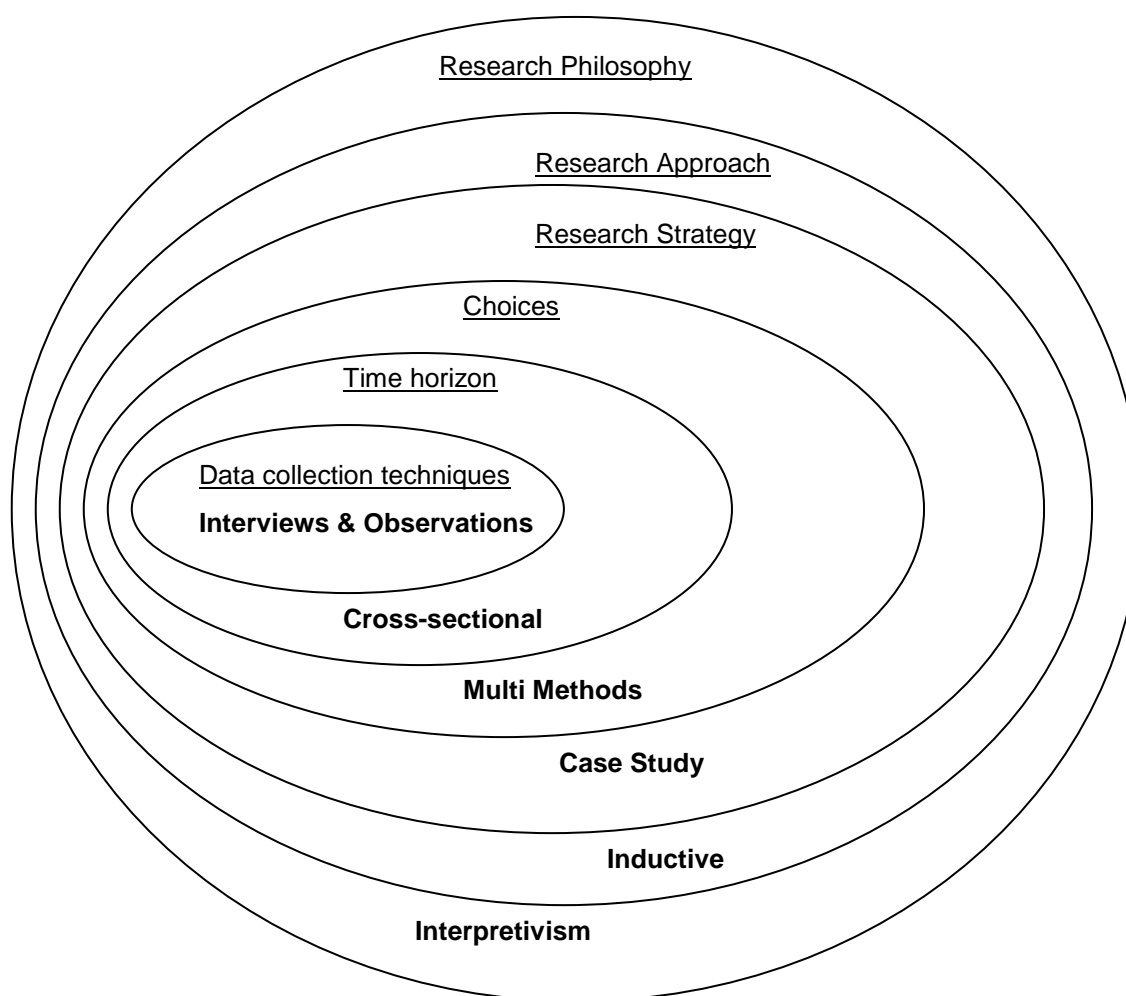 Research Philosophy
Research Approach
Research Strategy
Choices
Time horizon
Data collection techniques
Interviews & Observations
Cross-sectional
Multi Methods
Case Study
Inductive
Interpretivism